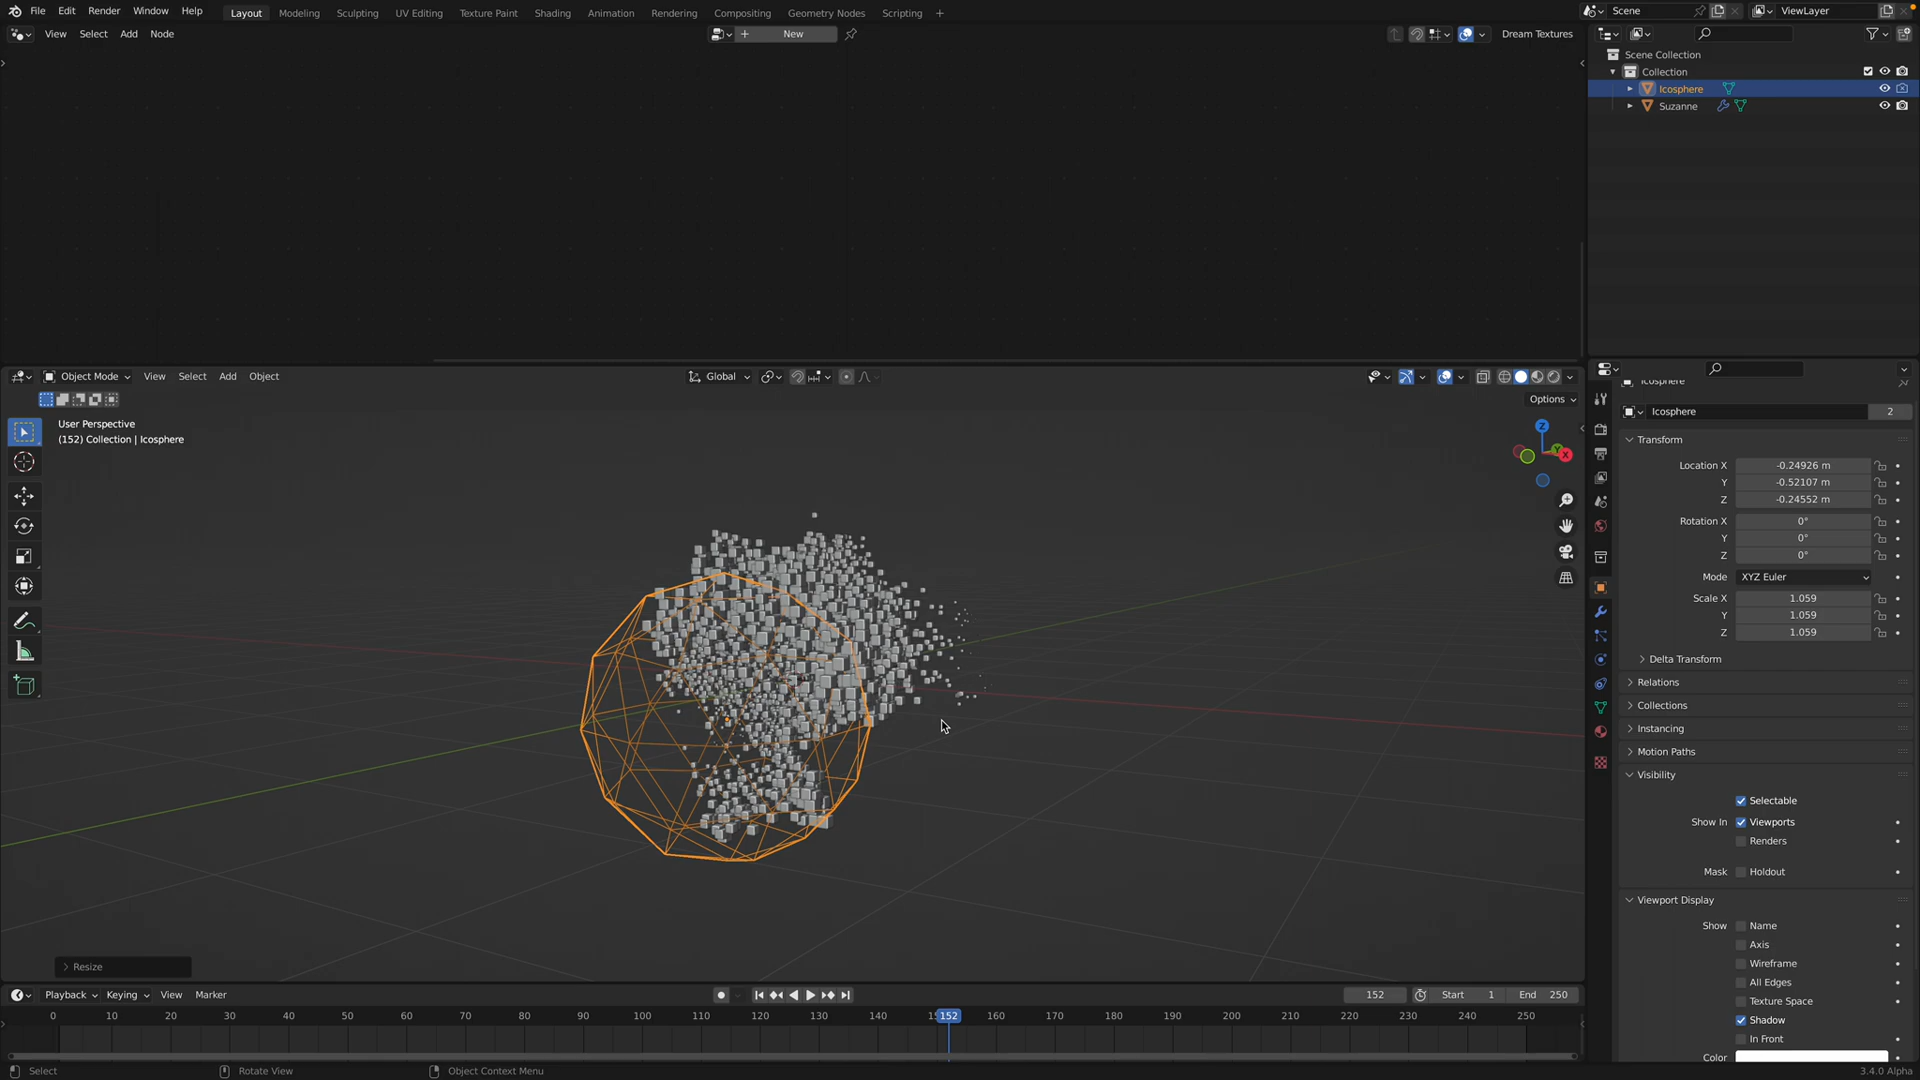 File Edit Render Window Help Layout Modeling Sculpting UV Editing Texture Paint Shading Animation Rendering Compositing Geometry Nodes Scripting + Scene ViewLayer
View Select Add Node + New Dream Textures
Scene Collection
Collection
Icosphere
Suzanne
Object Mode View Select Add Object Global
Options
User Perspective
(152) Collection | Icosphere
Z
Y
X
Icosphere
Icosphere 2
Transform
Location X -0.24926 m
Y -0.52107 m
Z -0.24552 m
Rotation X 0°
Y 0°
Z 0°
Mode XYZ Euler
Scale X 1.059
Y 1.059
Z 1.059
Delta Transform
Relations
Collections
Instancing
Motion Paths
Visibility
Selectable
Show In Viewports
Renders
Mask Holdout
Viewport Display
Show Name
Axis
Wireframe
All Edges
Texture Space
Shadow
In Front
Color
Resize
Playback Keying View Marker 152 Start 1 End 250
0 10 20 30 40 50 60 70 80 90 100 110 120 130 140 152 160 170 180 190 200 210 220 230 240 250
Select Rotate View Object Context Menu 3.4.0 Alpha